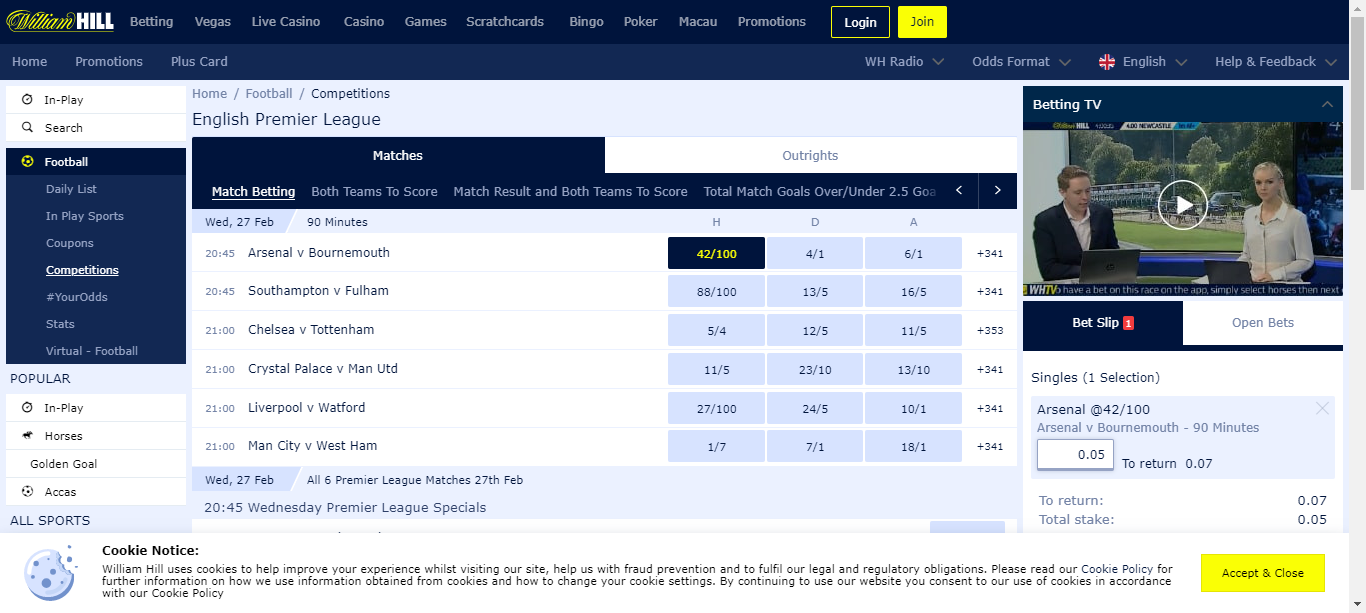 William HILL Betting Vegas Live Casino Casino Games Scratchcards Bingo Poker Macau Promotions Login Join
Home Promotions Plus Card WH Radio Odds Format English Help & Feedback
In-Play
Search
Football
Daily List
In Play Sports
Coupons
Competitions
#YourOdds
Stats
Virtual - Football
POPULAR
In-Play
Horses
Golden Goal
Accas
ALL SPORTS
Home / Football / Competitions
English Premier League
Matches Outrights
Match Betting Both Teams To Score Match Result and Both Teams To Score Total Match Goals Over/Under 2.5 Goa
Wed, 27 Feb 90 Minutes H D A
20:45 Arsenal v Bournemouth 42/100 4/1 6/1 +341
20:45 Southampton v Fulham 88/100 13/5 16/5 +341
21:00 Chelsea v Tottenham 5/4 12/5 11/5 +353
21:00 Crystal Palace v Man Utd 11/5 23/10 13/10 +341
21:00 Liverpool v Watford 27/100 24/5 10/1 +341
21:00 Man City v West Ham 1/7 7/1 18/1 +341
Wed, 27 Feb All 6 Premier League Matches 27th Feb
20:45 Wednesday Premier League Specials
Betting TV
William HILL 4.00 NEWCASTLE
WHTV o have a bet on this race on the app, simply select horses then next
Bet Slip 1 Open Bets
Singles (1 Selection)
Arsenal @42/100
Arsenal v Bournemouth - 90 Minutes
0.05 To return 0.07
To return: 0.07
Total stake: 0.05
Cookie Notice:
William Hill uses cookies to help improve your experience whilst visiting our site, help us with fraud prevention and to fulfil our legal and regulatory obligations. Please read our Cookie Policy for
further information on how we use information obtained from cookies and how to change your cookie settings. By continuing to use our website you consent to our use of cookies in accordance
with our Cookie Policy
Accept & Close